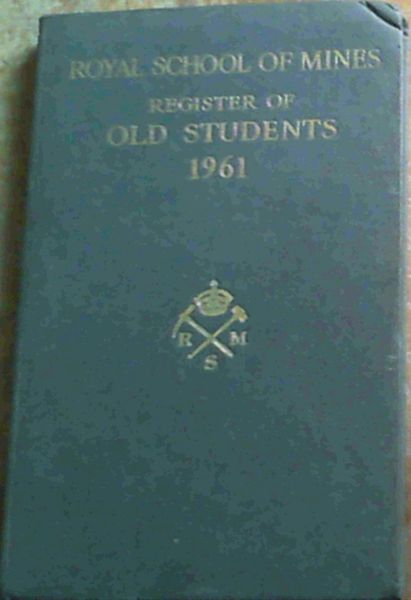 ROYAL SCHOOL OF MINES
REGISTER OF
OLD STUDENTS
1961
R M
S